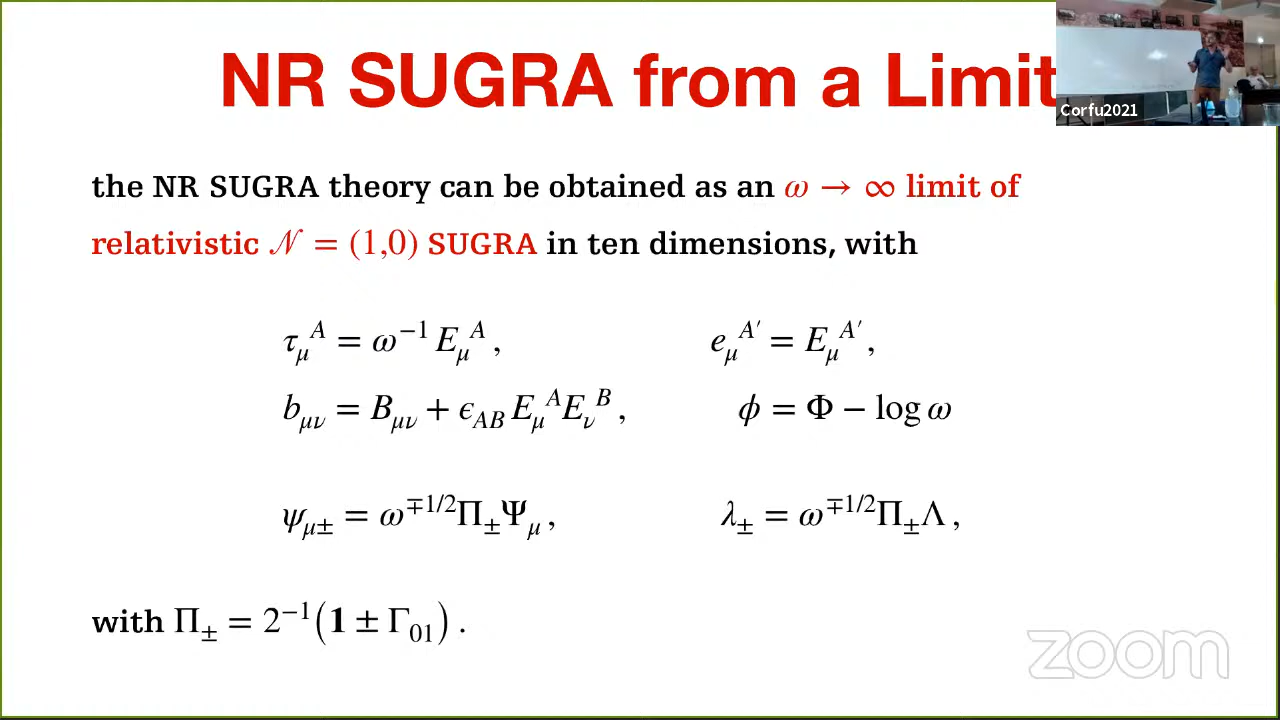 NR SUGRA from a Limit
Corfu2021
the NR SUGRA theory can be obtained as an ω → ∞ limit of
relativistic 𝒩 = (1,0) SUGRA in ten dimensions, with
τ_μ^A = ω^{−1} E_μ^A , e_μ^{A′} = E_μ^{A′} ,
b_{μν} = B_{μν} + ϵ_{AB} E_μ^A E_ν^B , ϕ = Φ − log ω
ψ_{μ±} = ω^{∓1/2} Π_± Ψ_μ , λ_± = ω^{∓1/2} Π_± Λ ,
with Π_± = 2^{−1}(1 ± Γ_{01}) .
zoom